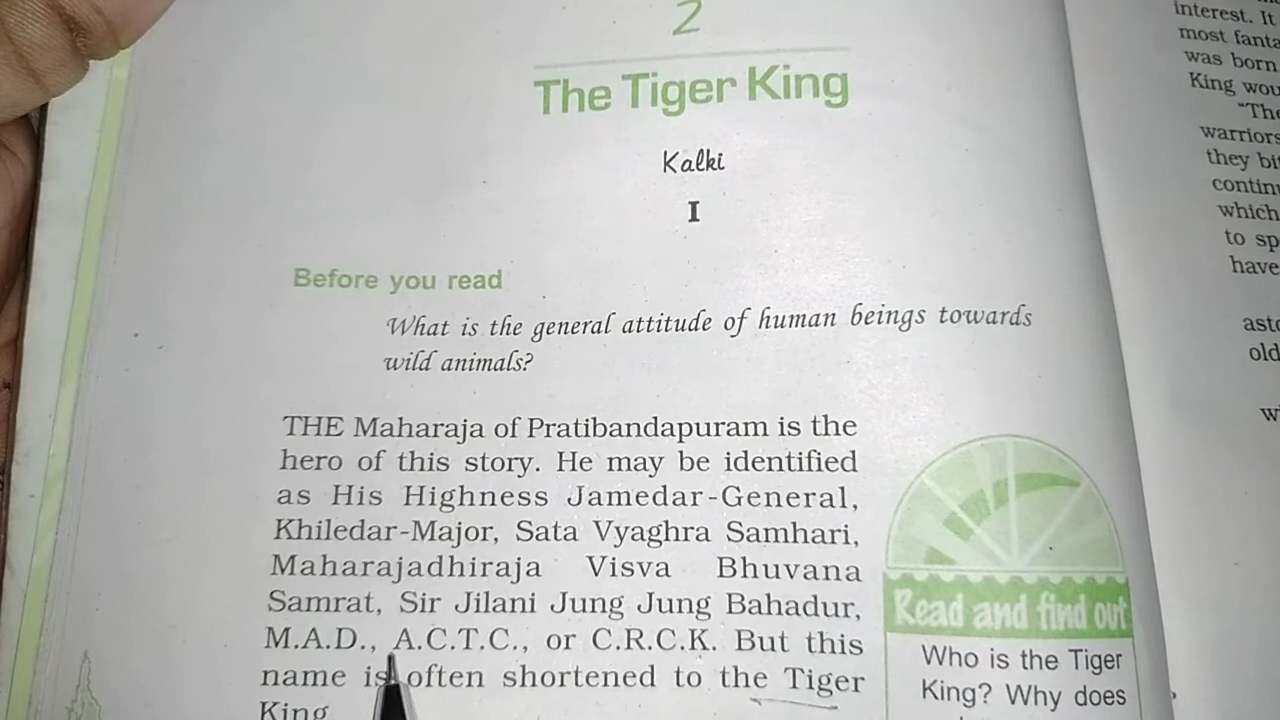 2
The Tiger King
Kalki
I
Before you read
What is the general attitude of human beings towards
wild animals?
THE Maharaja of Pratibandapuram is the
hero of this story. He may be identified
as His Highness Jamedar-General,
Khiledar-Major, Sata Vyaghra Samhari,
Maharajadhiraja Visva Bhuvana
Samrat, Sir Jilani Jung Jung Bahadur,
M.A.D., A.C.T.C., or C.R.C.K. But this
name is often shortened to the Tiger
King
Read and find out
Who is the Tiger
King? Why does
interest. It
most fanta
was born
King wou
"The
warriors
they bit
contin
which
to sp
have
asto
old
w